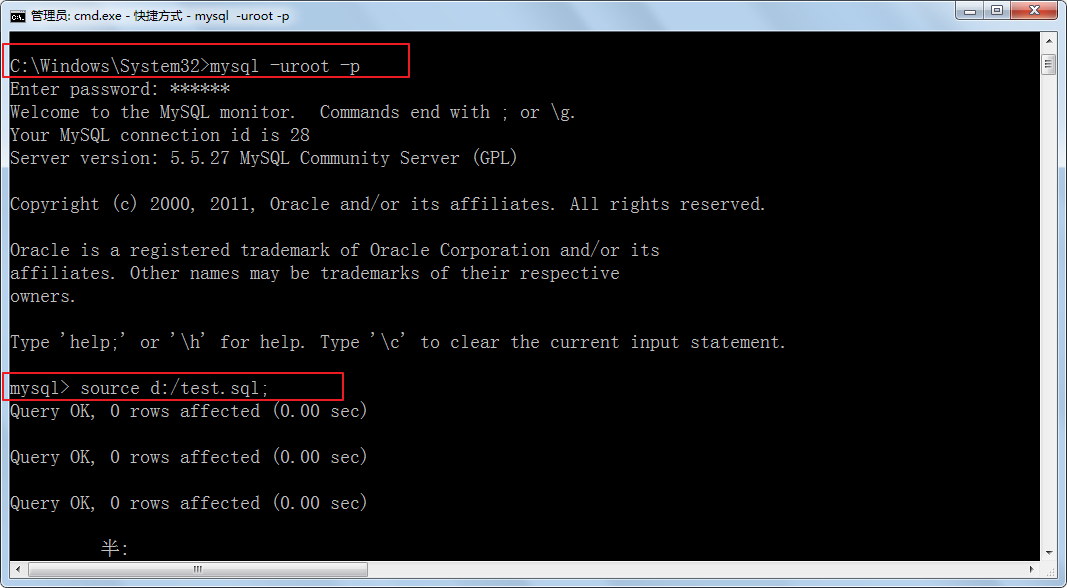 管理员: cmd.exe - 快捷方式 - mysql  -uroot -p
C:\Windows\System32>mysql -uroot -p
Enter password: ******
Welcome to the MySQL monitor.  Commands end with ; or \g.
Your MySQL connection id is 28
Server version: 5.5.27 MySQL Community Server (GPL)
Copyright (c) 2000, 2011, Oracle and/or its affiliates. All rights reserved.
Oracle is a registered trademark of Oracle Corporation and/or its
affiliates. Other names may be trademarks of their respective
owners.
Type 'help;' or '\h' for help. Type '\c' to clear the current input statement.
mysql> source d:/test.sql;
Query OK, 0 rows affected (0.00 sec)
Query OK, 0 rows affected (0.00 sec)
Query OK, 0 rows affected (0.00 sec)
半: